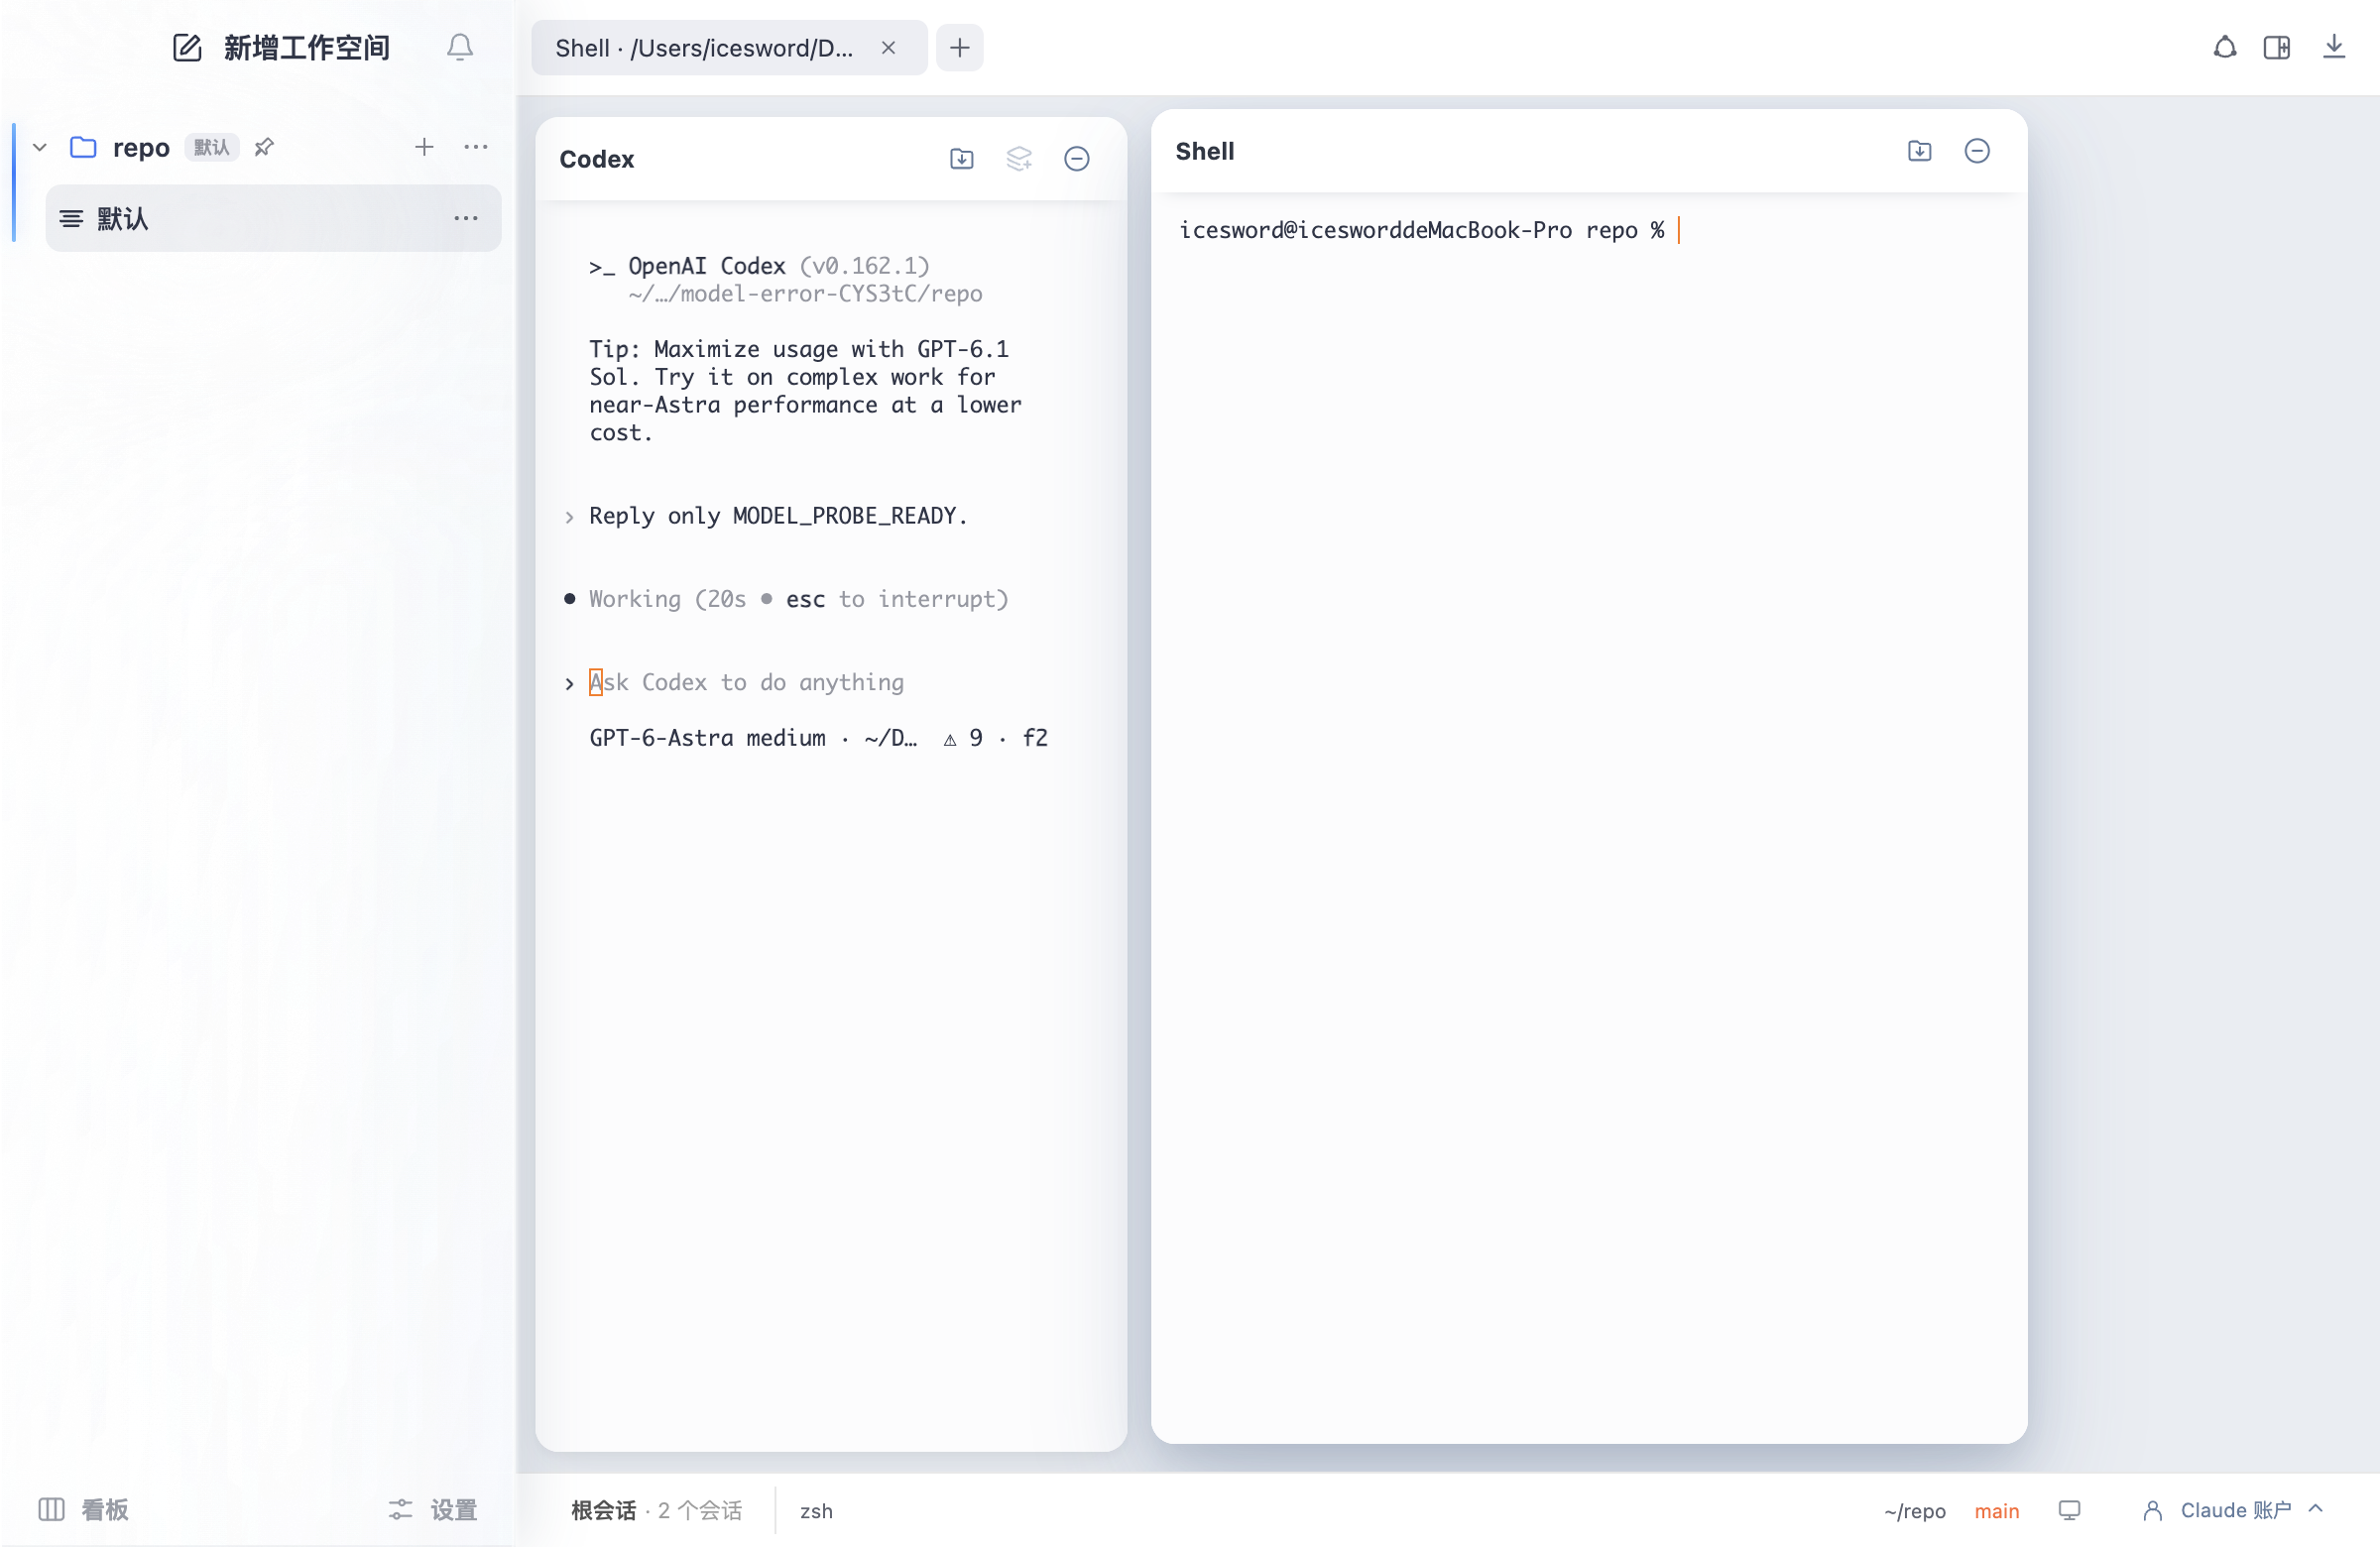 新增工作空间
Shell · /Users/icesword/D...
repo 默认
默认
Codex
>_ OpenAI Codex (v0.162.1)
~/…/model-error-CYS3tC/repo
Tip: Maximize usage with GPT-6.1
Sol. Try it on complex work for
near-Astra performance at a lower
cost.
› Reply only MODEL_PROBE_READY.
• Working (20s • esc to interrupt)
› Ask Codex to do anything
GPT-6-Astra medium · ~/D… ⚠ 9 · f2
Shell
icesword@icesworddeMacBook-Pro repo %
看板
设置
根会话 · 2 个会话
zsh
~/repo
main
Claude 账户